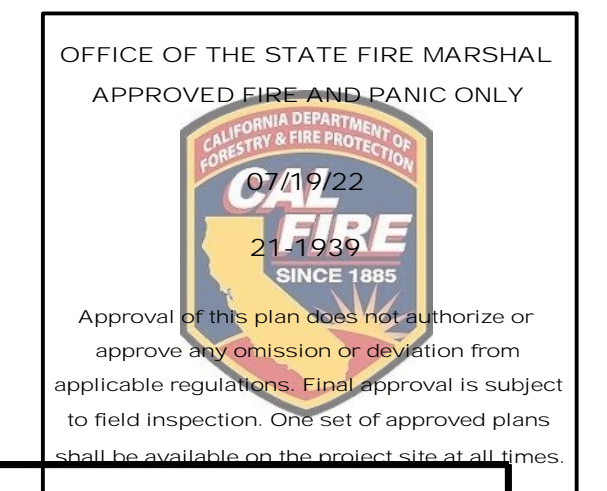 OFFICE OF THE STATE FIRE MARSHAL
APPROVED FIRE AND PANIC ONLY
CALIFORNIA DEPARTMENT OF
FORESTRY & FIRE PROTECTION
CAL
07/19/22
FIRE
21-1939
SINCE 1885
Approval of this plan does not authorize or
approve any omission or deviation from
applicable regulations. Final approval is subject
to field inspection. One set of approved plans
shall be available on the project site at all times.